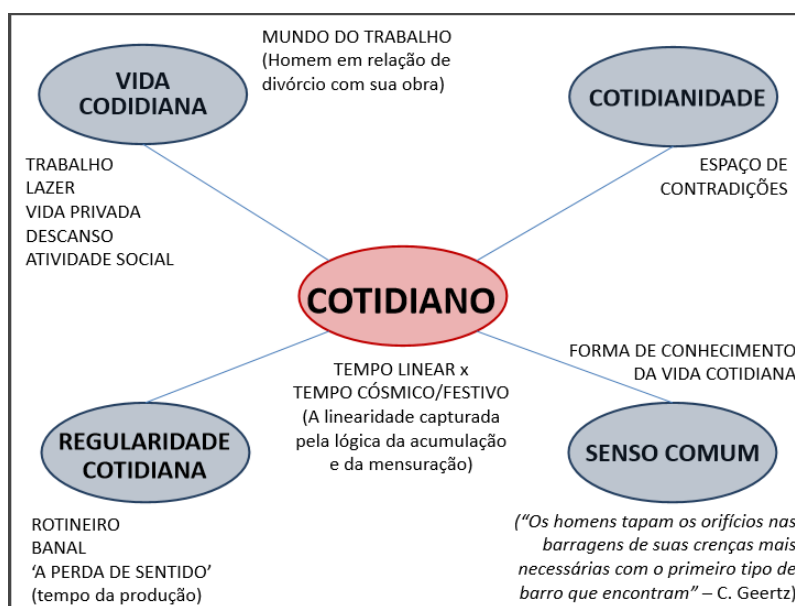 MUNDO DO TRABALHO
(Homem em relação de
divórcio com sua obra)
VIDA
CODIDIANA
COTIDIANIDADE
TRABALHO
LAZER
VIDA PRIVADA
DESCANSO
ATIVIDADE SOCIAL
ESPAÇO DE
CONTRADIÇÕES
COTIDIANO
TEMPO LINEAR x
TEMPO CÓSMICO/FESTIVO
(A linearidade capturada
pela lógica da acumulação
e da mensuração)
FORMA DE CONHECIMENTO
DA VIDA COTIDIANA
REGULARIDADE
COTIDIANA
SENSO COMUM
ROTINEIRO
BANAL
‘A PERDA DE SENTIDO’
(tempo da produção)
(“Os homens tapam os orifícios nas
barragens de suas crenças mais
necessárias com o primeiro tipo de
barro que encontram” – C. Geertz)